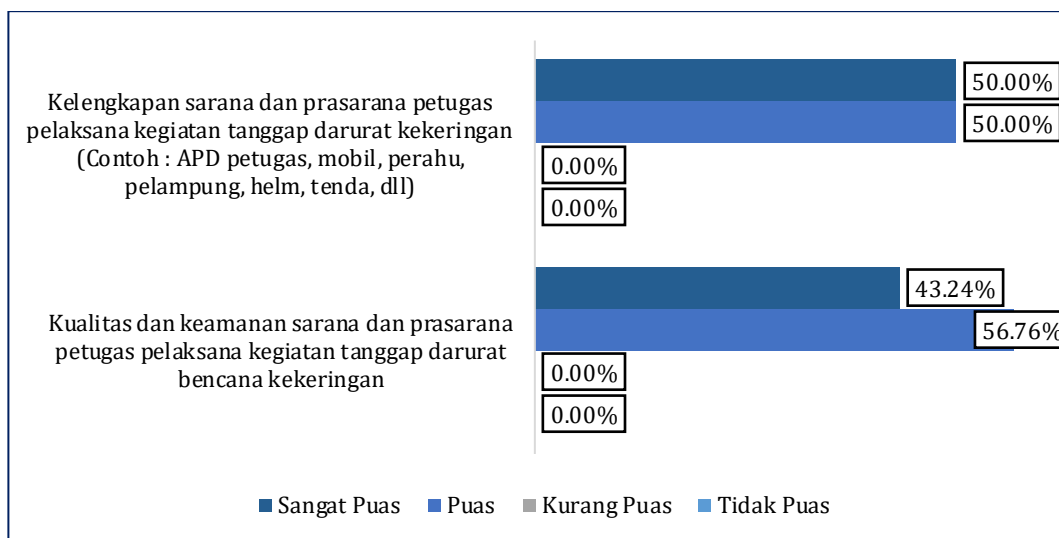 Kelengkapan sarana dan prasarana petugas
pelaksana kegiatan tanggap darurat kekeringan
(Contoh : APD petugas, mobil, perahu,
pelampung, helm, tenda, dll)
50.00%
50.00%
0.00%
0.00%
Kualitas dan keamanan sarana dan prasarana
petugas pelaksana kegiatan tanggap darurat
bencana kekeringan
43.24%
56.76%
0.00%
0.00%
Sangat Puas Puas Kurang Puas Tidak Puas